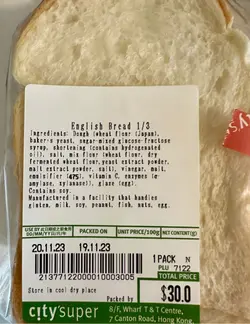 English Bread 1/3
Ingredients: Dough (wheat flour (Japan),
baker's yeast, sugar-mixed glucose-fructose
syrup, shortening (contains hydrogenated
oil), salt, mix flour (wheat flour, dry
fermented wheat flour, yeast extract powder,
malt extract powder, salt), vinegar, malt,
emulsifier (475), vitamin C, enzymes (α-
amylase, xylanase)), glaze (egg).
Contains soy.
Manufactured in a facility that handles
gluten, milk, soy, peanut, fish, nuts, egg.
USE BY
DD/MM/YY
PACKED ON
UNIT PRICE/100g
NET CONTENT(g)
20.11.23
19.11.23
1 PACK N
PLU 7122
TOTAL PRICE
21377122000010003005
$30.0
Store in cool dry place
Packed by
city'super
8/F, Wharf T & T Centre,
7 Canton Road, Hong Kong.